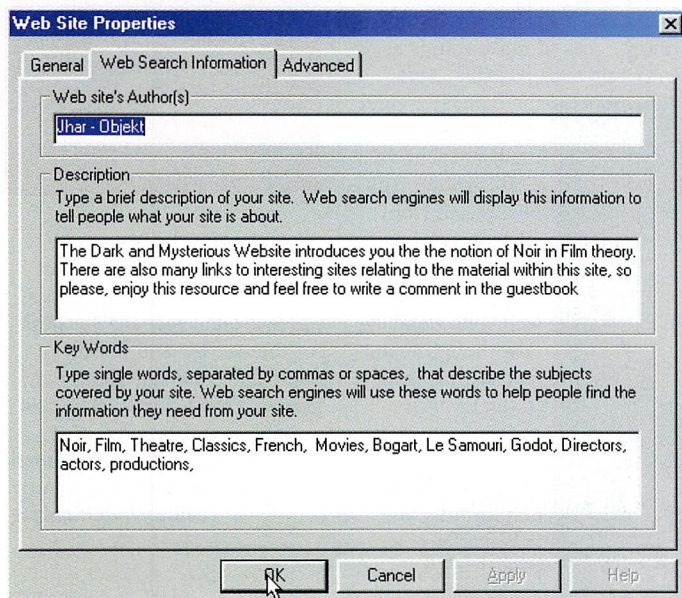 Web Site Properties
General Web Search Information Advanced
Web site's Author(s)
Jhar - Objekt
Description
Type a brief description of your site. Web search engines will display this information to
tell people what your site is about.
The Dark and Mysterious Website introduces you the the notion of Noir in Film theory.
There are also many links to interesting sites relating to the material within this site, so
please, enjoy this resource and feel free to write a comment in the guestbook
Key Words
Type single words, separated by commas or spaces, that describe the subjects
covered by your site. Web search engines will use these words to help people find the
information they need from your site.
Noir, Film, Theatre, Classics, French, Movies, Bogart, Le Samouri, Godot, Directors,
actors, productions,
OK Cancel Apply Help